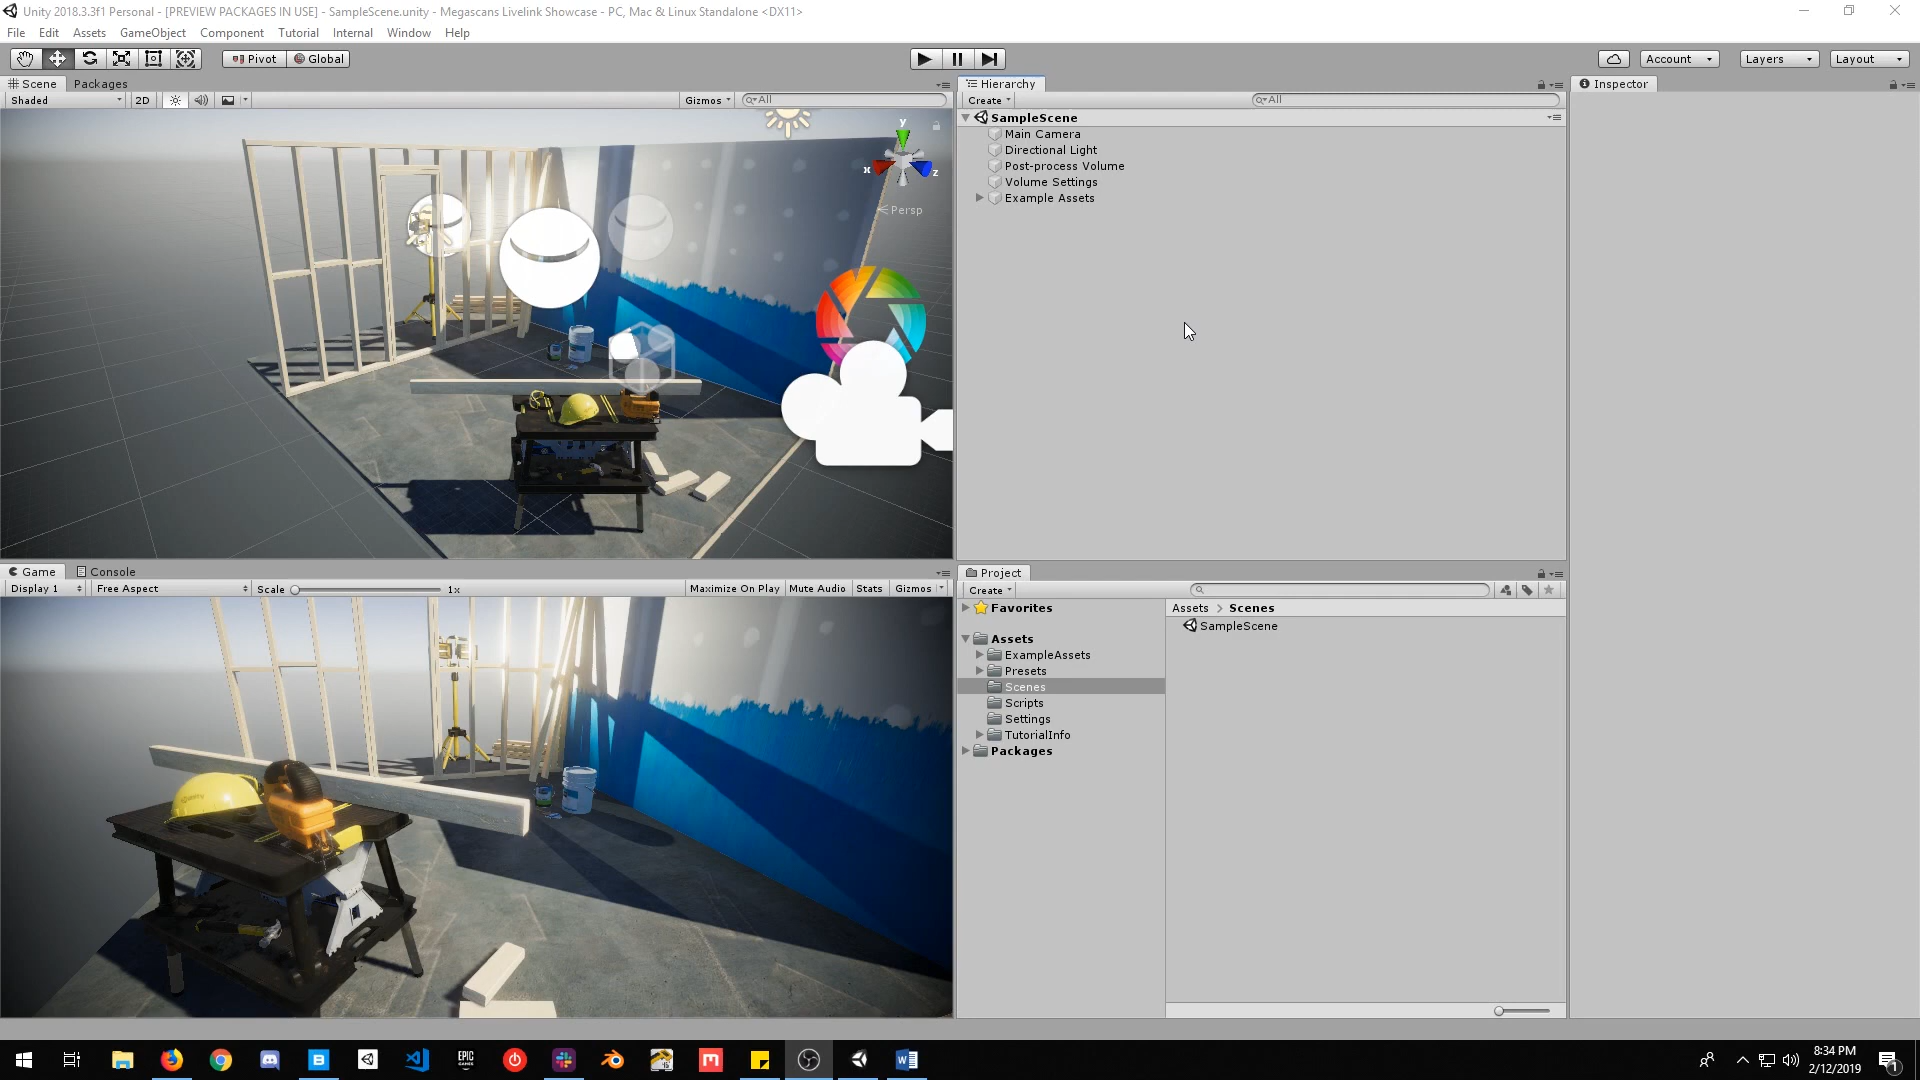 Unity 2018.3.3f1 Personal - [PREVIEW PACKAGES IN USE] - SampleScene.unity - Megascans Livelink Showcase - PC, Mac & Linux Standalone <DX11>
File Edit Assets GameObject Component Tutorial Internal Window Help
Pivot Global Account Layers Layout
Scene Packages
Shaded 2D Gizmos All
y
x
z
Persp
Hierarchy
Create All
SampleScene
Main Camera
Directional Light
Post-process Volume
Volume Settings
Example Assets
Inspector
Game Console
Display 1 Free Aspect Scale 1x Maximize On Play Mute Audio Stats Gizmos
Project
Create
Favorites
Assets
ExampleAssets
Presets
Scenes
Scripts
Settings
TutorialInfo
Packages
Assets > Scenes
SampleScene
EPIC
GAMES
8:34 PM
2/12/2019
1